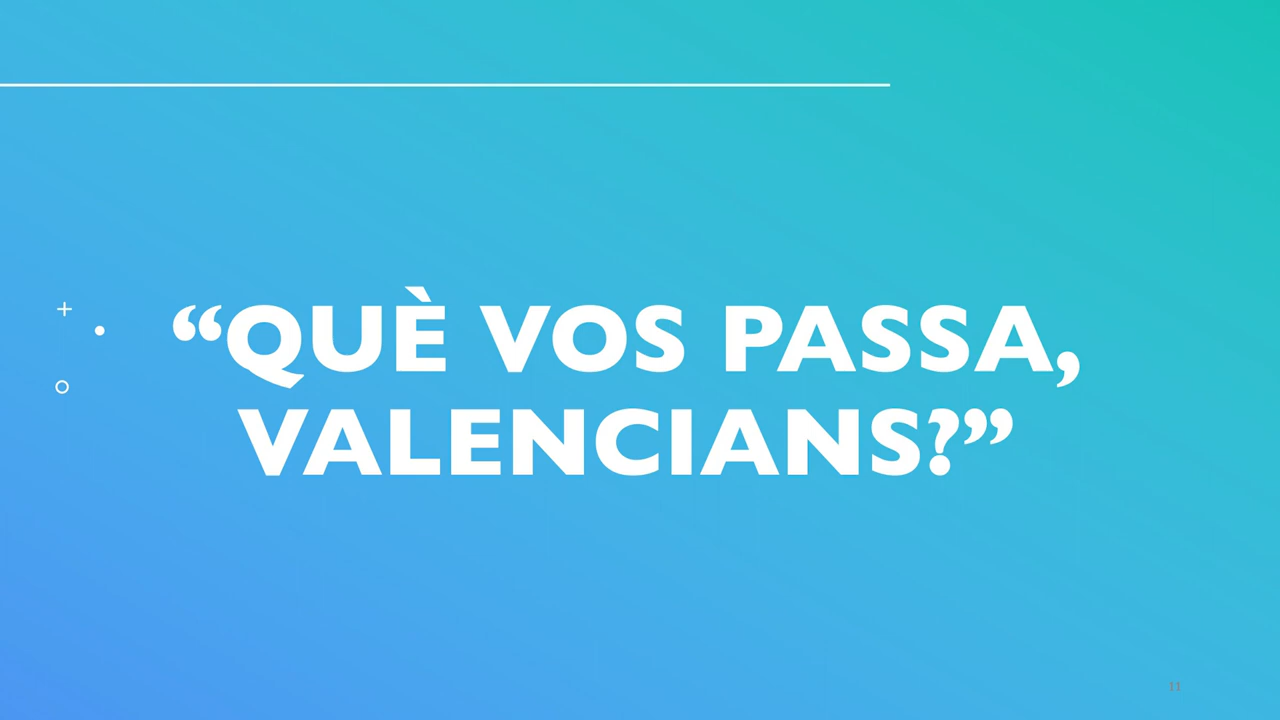 “QUÈ VOS PASSA,
VALENCIANS?”
11